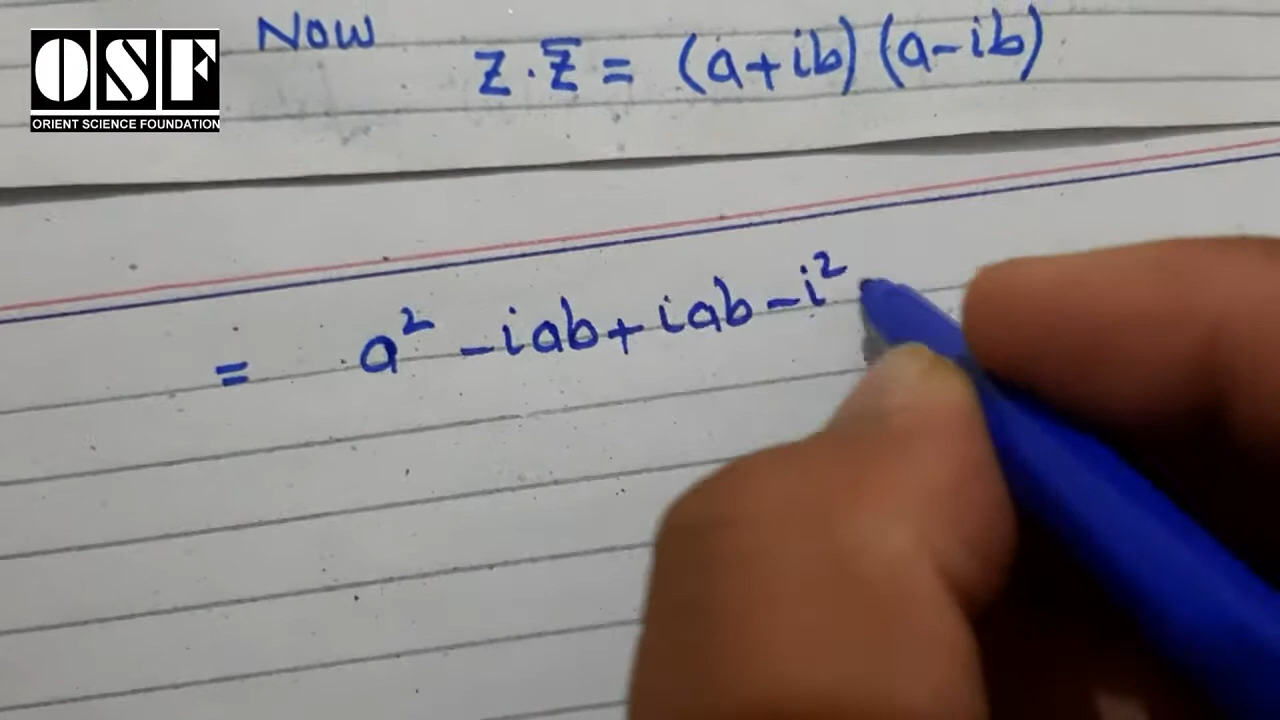 OSF
ORIENT SCIENCE FOUNDATION
Now
z·z̅ = (a+ib)(a-ib)
= a² -iab+iab-i²